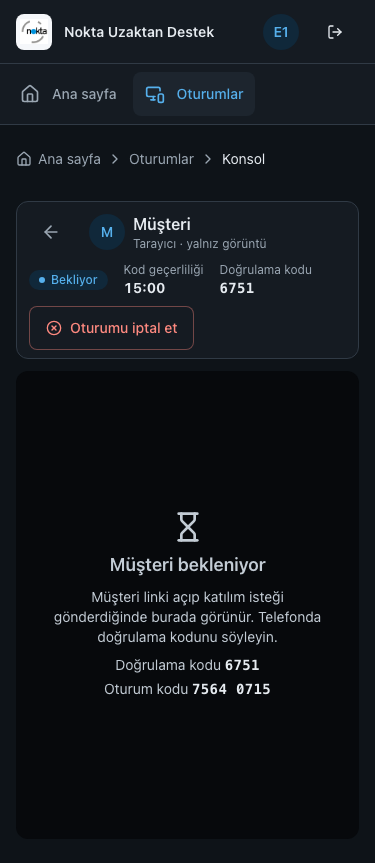 nokta
Nokta Uzaktan Destek
E1
Ana sayfa
Oturumlar
Ana sayfa
Oturumlar
Konsol
M
Müşteri
Tarayıcı · yalnız görüntü
Bekliyor
Kod geçerliliği
15:00
Doğrulama kodu
6751
Oturumu iptal et
Müşteri bekleniyor
Müşteri linki açıp katılım isteği
gönderdiğinde burada görünür. Telefonda
doğrulama kodunu söyleyin.
Doğrulama kodu 6751
Oturum kodu 7564 0715